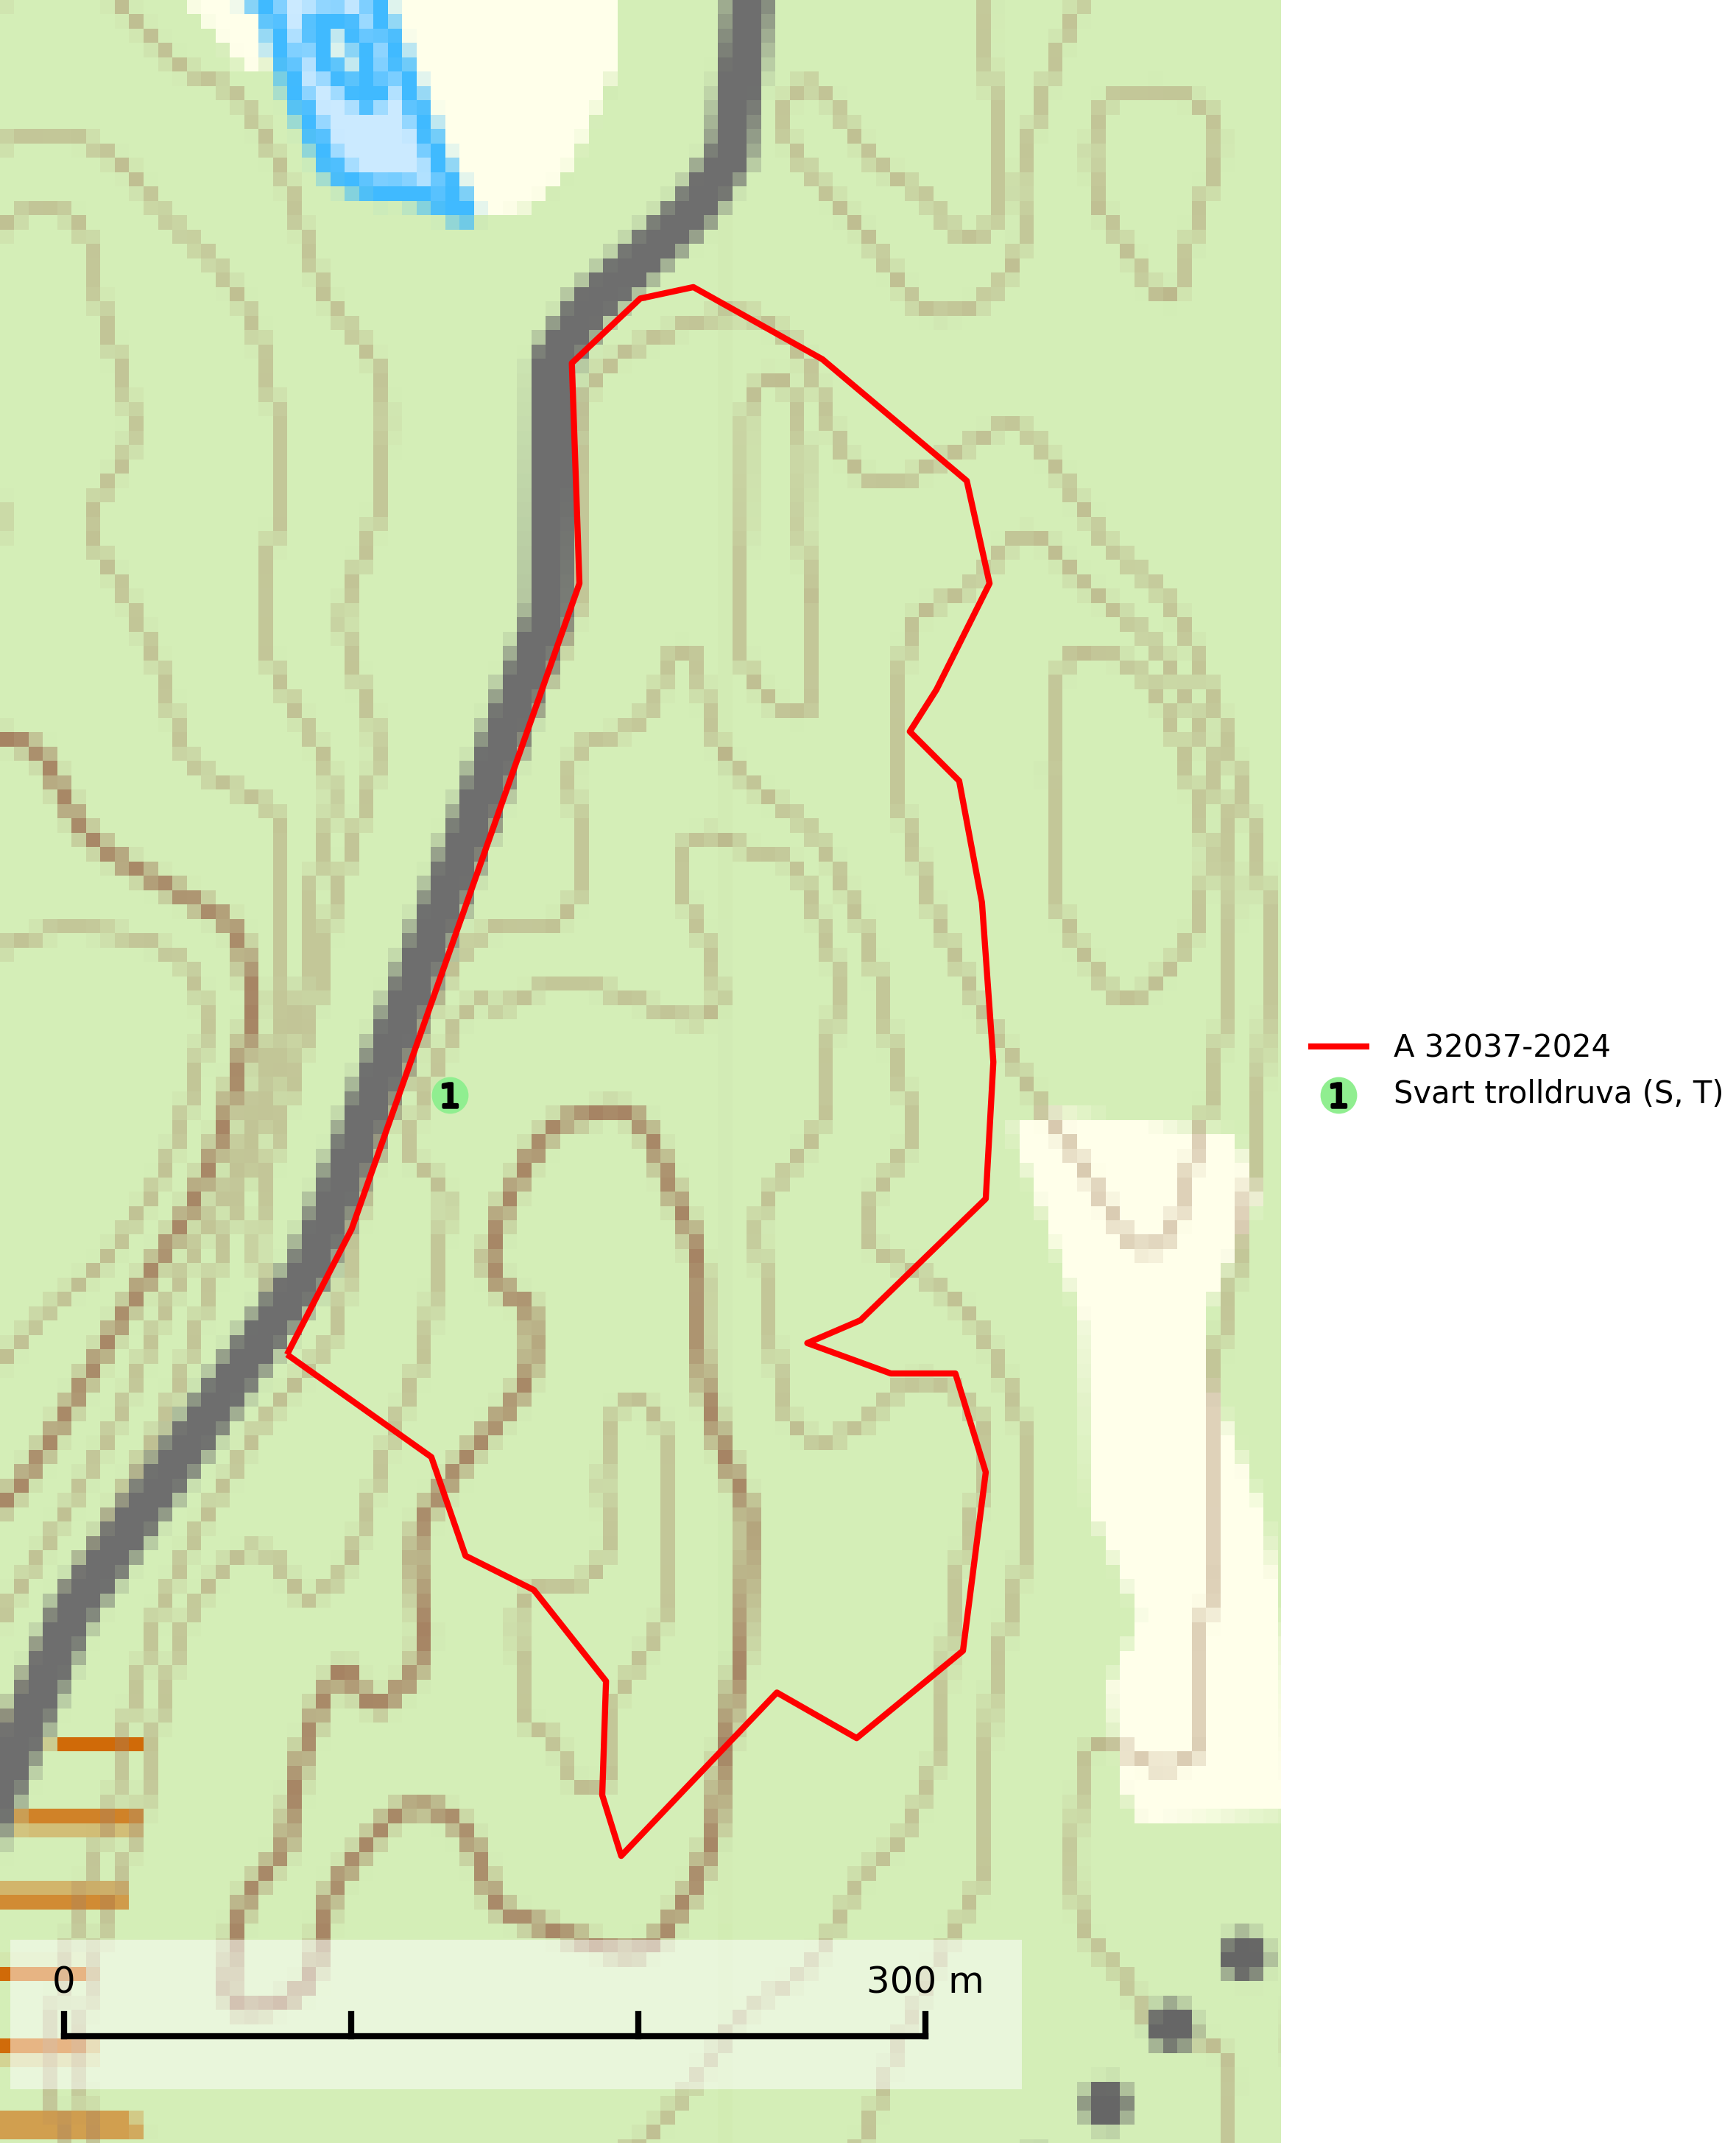 A 32037-2024
1
1 Svart trolldruva (S, T)
0 300 m